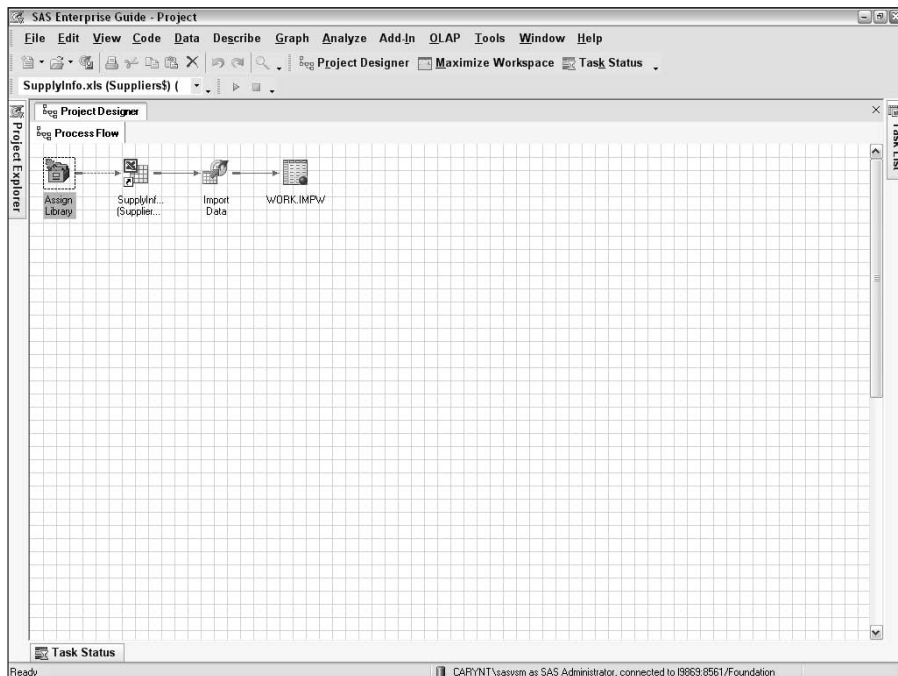 SAS Enterprise Guide - Project
File Edit View Code Data Describe Graph Analyze Add-In OLAP Tools Window Help
Project Designer Maximize Workspace Task Status
SupplyInfo.xls (Suppliers$) (
Project Explorer
Project Designer
Task List
Process Flow
Assign Library
SupplyInf... (Supplier...
Import Data
WORK.IMPW
Task Status
Ready
CARYNT\sasvsm as SAS Administrator, connected to l9869:8561/Foundation